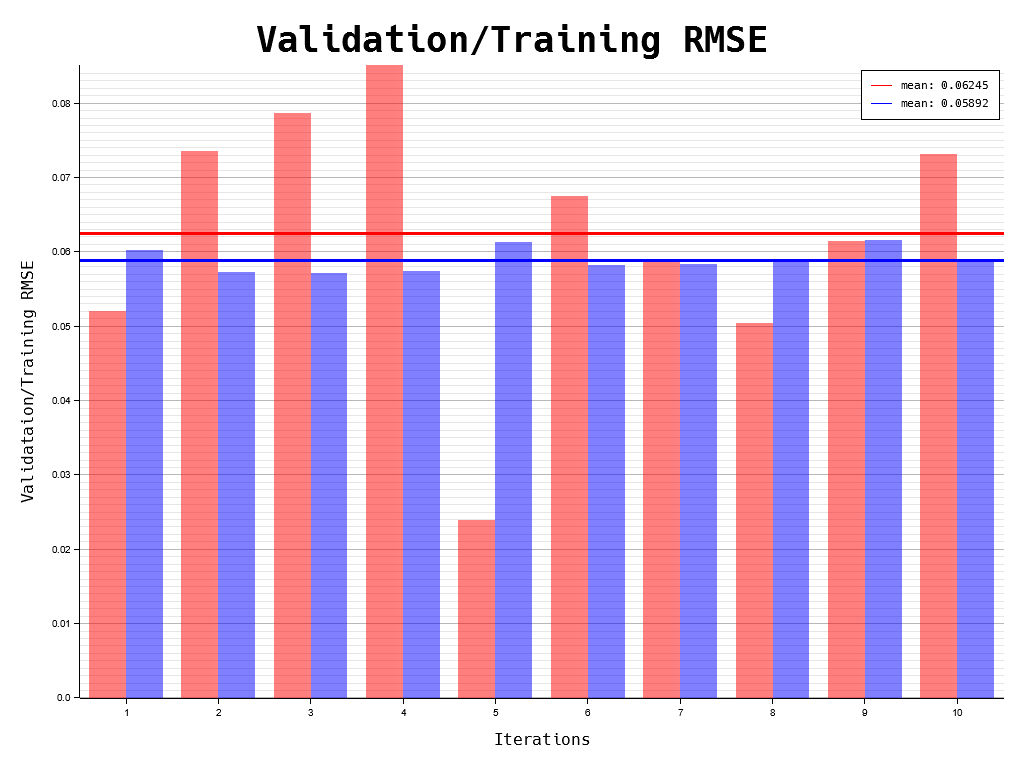 Validation/Training RMSE
mean: 0.06245
mean: 0.05892
Validataion/Training RMSE
0.08
0.07
0.06
0.05
0.04
0.03
0.02
0.01
0.0
1 2 3 4 5 6 7 8 9 10
Iterations